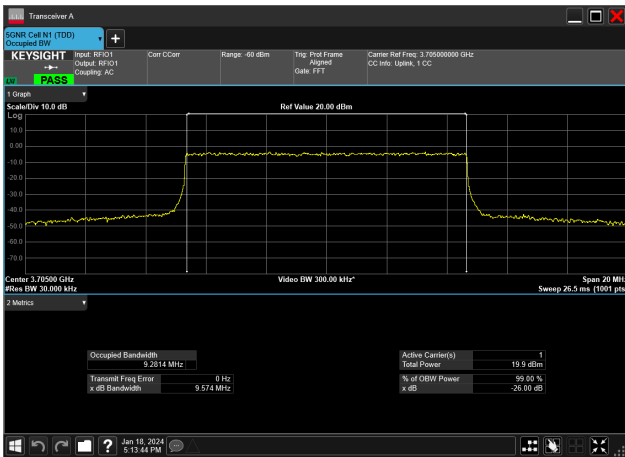 Transceiver A
5GNR Cell N1 (TDD)
Occupied BW
KEYSIGHT
LXI
PASS
Input: RFIO1
Output: RFIO1
Coupling: AC
Corr CCorr
Range: -60 dBm
Trig: Prot Frame
Aligned
Gate: FFT
Carrier Ref Freq: 3.705000000 GHz
CC Info: Uplink, 1 CC
1 Graph
Scale/Div 10.0 dB
Ref Value 20.00 dBm
Log
10.0
0.00
-10.0
-20.0
-30.0
-40.0
-50.0
-60.0
-70.0
Center 3.70500 GHz
Video BW 300.00 kHz*
Span 20 MHz
#Res BW 30.000 kHz
Sweep 26.5 ms (1001 pts
2 Metrics
Occupied Bandwidth
9.2814 MHz
Active Carrier(s) 1
Total Power 19.9 dBm
Transmit Freq Error 0 Hz
x dB Bandwidth 9.574 MHz
% of OBW Power 99.00 %
x dB -26.00 dB
?
Jan 18, 2024
5:13:44 PM